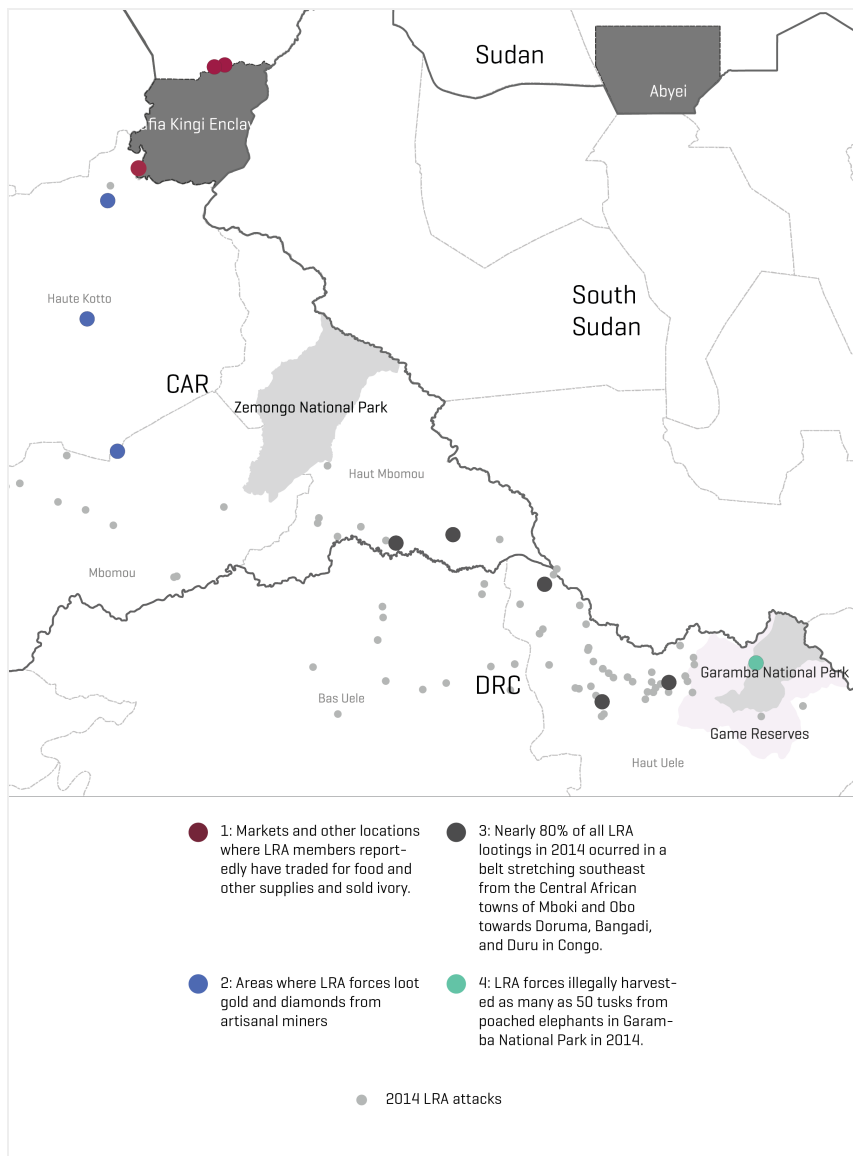 Sudan
Abyei
fia Kingi Encla
Haute Kotto
South
Sudan
CAR
Zemongo National Park
Haut Mbomou
Mbomou
Garamba National Park
DRC
Bas Uele
Game Reserves
Haut Uele
1: Markets and other locations
where LRA members report-
edly have traded for food and
other supplies and sold ivory.
2: Areas where LRA forces loot
gold and diamonds from
artisanal miners
3: Nearly 80% of all LRA
lootings in 2014 ocurred in a
belt stretching southeast
from the Central African
towns of Mboki and Obo
towards Doruma, Bangadi,
and Duru in Congo.
4: LRA forces illegally harvest-
ed as many as 50 tusks from
poached elephants in Garam-
ba National Park in 2014.
2014 LRA attacks